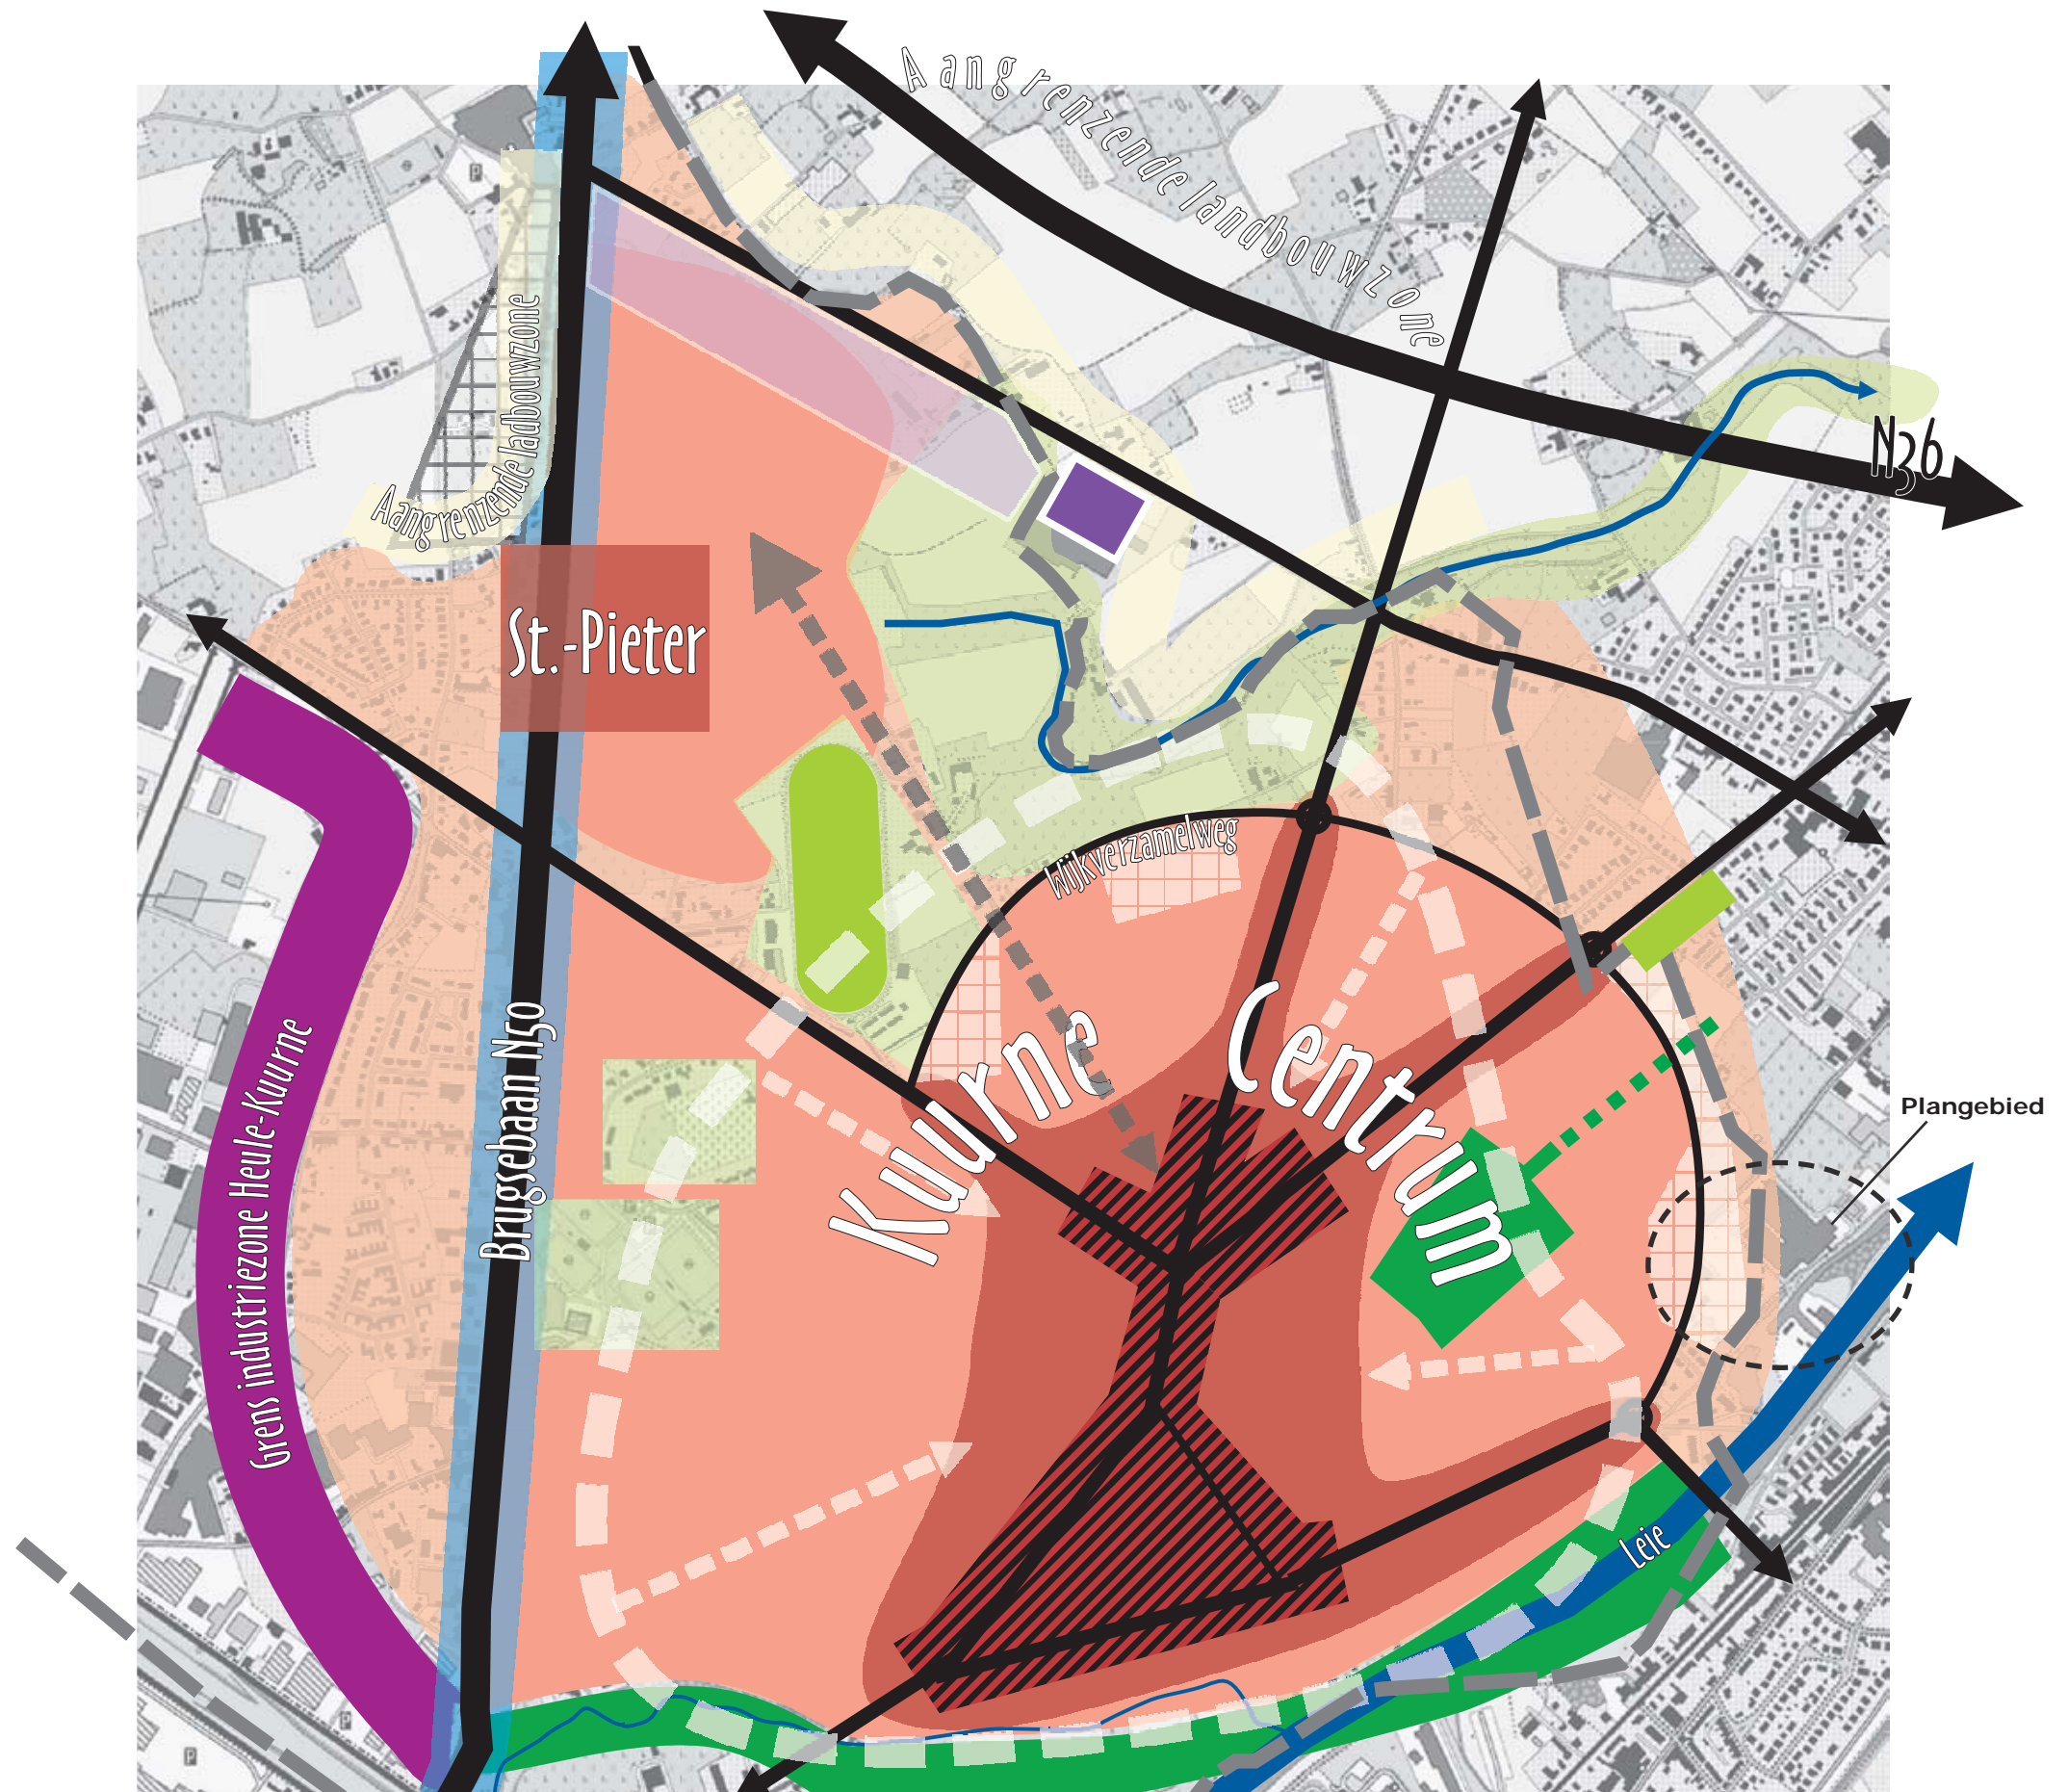 Aangrenzende landbouwzone
Aangrenzende ladbouwzone
N36
St.-Pieter
Wijkverzamelweg
Kuurne Centrum
Brugsebaan N50
Grens industriezone Heule-Kuurne
Plangebied
Leie
P
P
P